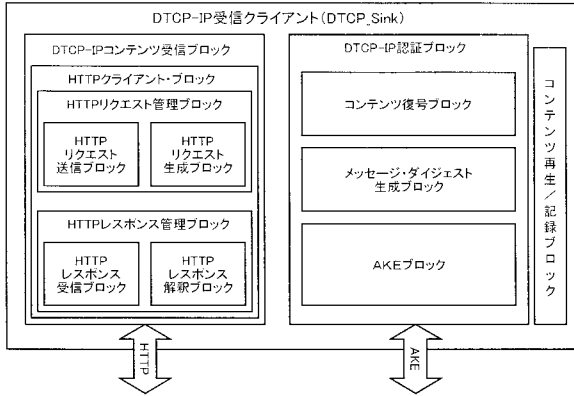 DTCP-IP受信クライアント(DTCP_Sink)
DTCP-IPコンテンツ受信ブロック
HTTPクライアント・ブロック
HTTPリクエスト管理ブロック
HTTP
リクエスト
送信ブロック
HTTP
リクエスト
生成ブロック
HTTPレスポンス管理ブロック
HTTP
レスポンス
受信ブロック
HTTP
レスポンス
解釈ブロック
DTCP-IP認証ブロック
コンテンツ復号ブロック
メッセージ・ダイジェスト
生成ブロック
AKEブロック
コンテンツ再生/記録ブロック
HTTP
AKE